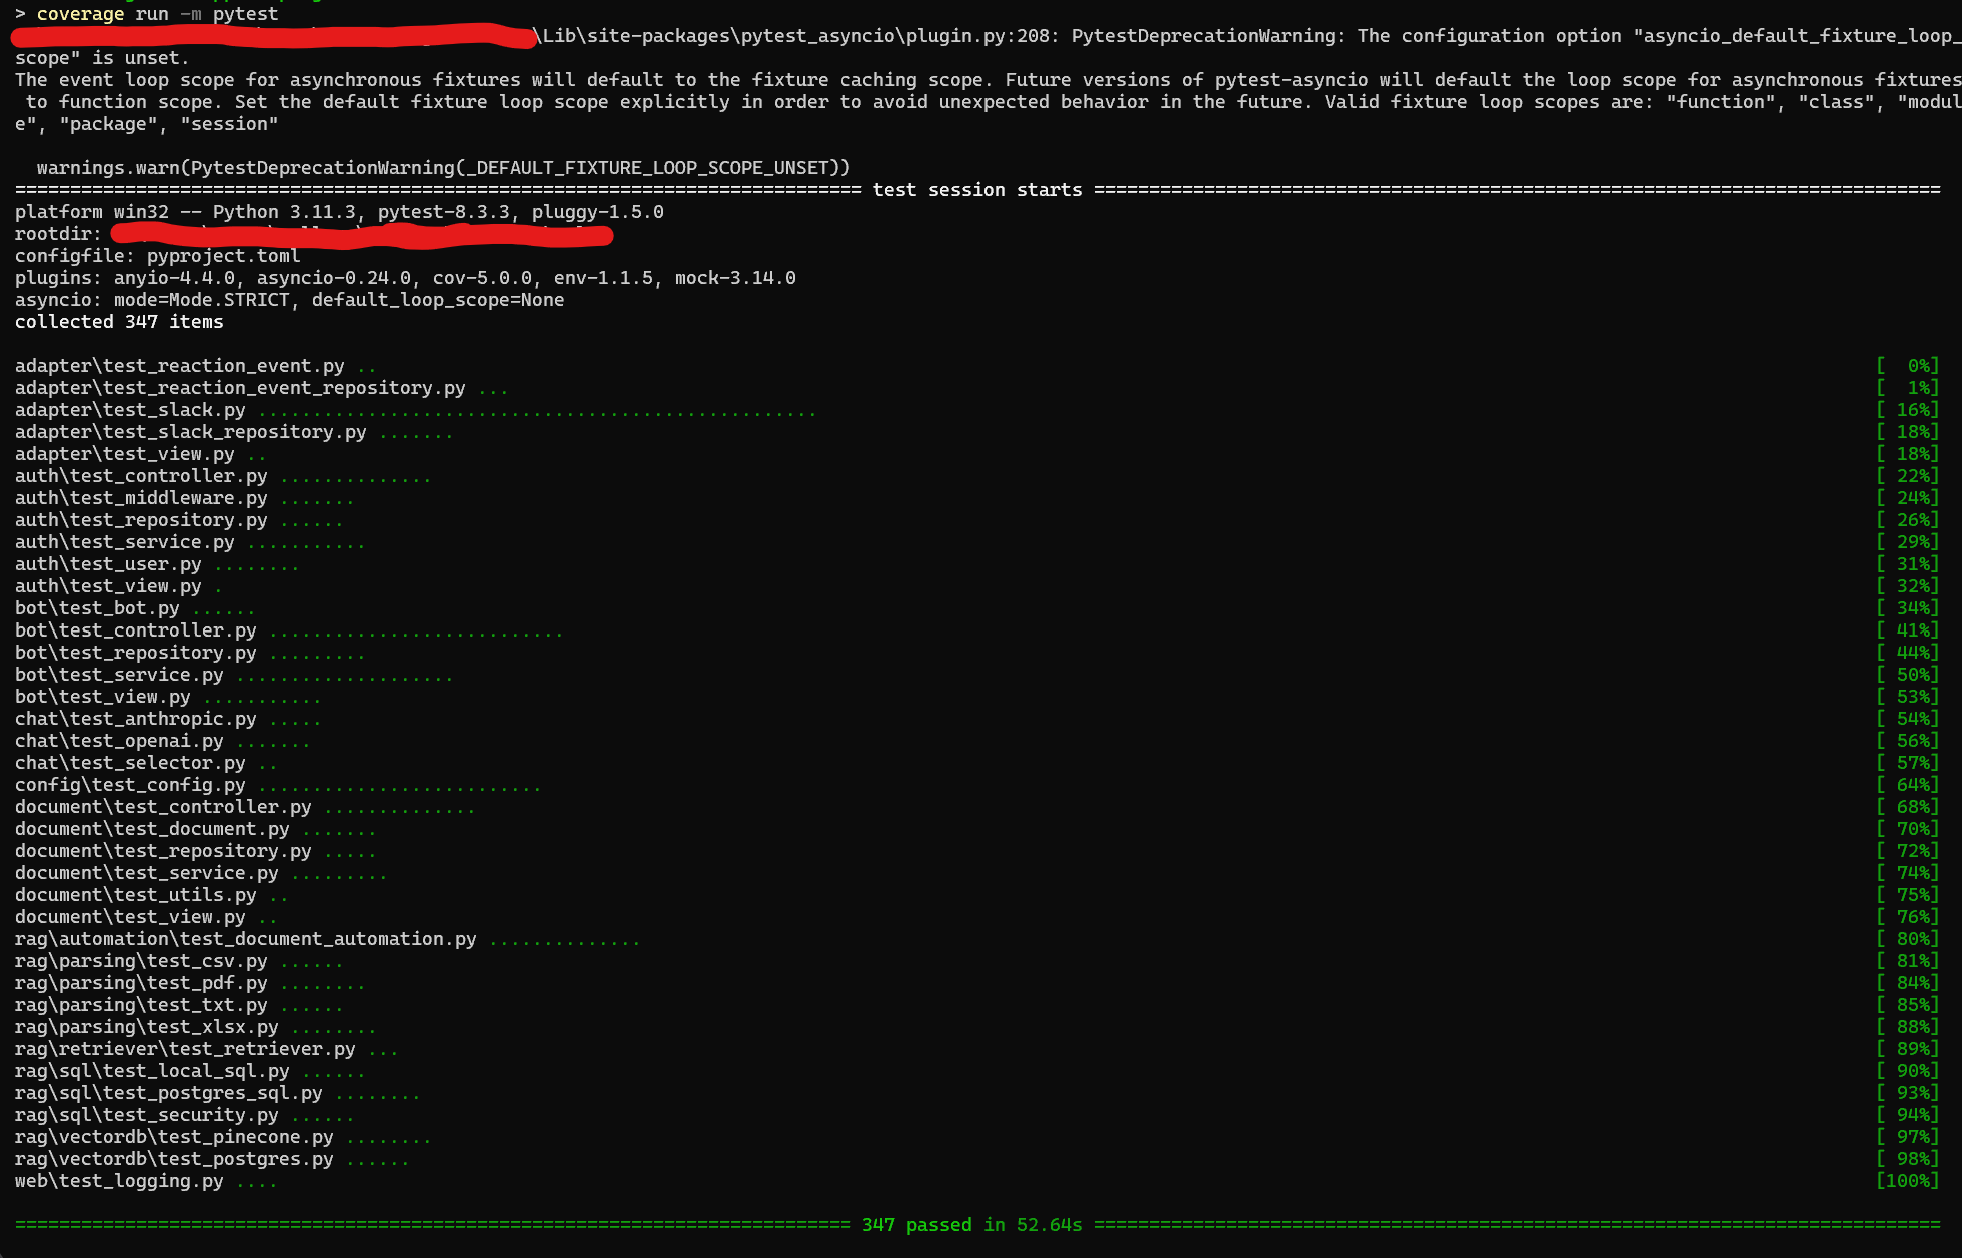 > coverage run -m pytest
\Lib\site-packages\pytest_asyncio\plugin.py:208: PytestDeprecationWarning: The configuration option "asyncio_default_fixture_loop_
scope" is unset.
The event loop scope for asynchronous fixtures will default to the fixture caching scope. Future versions of pytest-asyncio will default the loop scope for asynchronous fixtures
 to function scope. Set the default fixture loop scope explicitly in order to avoid unexpected behavior in the future. Valid fixture loop scopes are: "function", "class", "modul
e", "package", "session"
  warnings.warn(PytestDeprecationWarning(_DEFAULT_FIXTURE_LOOP_SCOPE_UNSET))
============================================================================= test session starts =============================================================================
platform win32 -- Python 3.11.3, pytest-8.3.3, pluggy-1.5.0
rootdir:
configfile: pyproject.toml
plugins: anyio-4.4.0, asyncio-0.24.0, cov-5.0.0, env-1.1.5, mock-3.14.0
asyncio: mode=Mode.STRICT, default_loop_scope=None
collected 347 items
adapter\test_reaction_event.py .. [  0%]
adapter\test_reaction_event_repository.py ... [  1%]
adapter\test_slack.py ................................................... [ 16%]
adapter\test_slack_repository.py ....... [ 18%]
adapter\test_view.py .. [ 18%]
auth\test_controller.py .............. [ 22%]
auth\test_middleware.py ....... [ 24%]
auth\test_repository.py ...... [ 26%]
auth\test_service.py ........... [ 29%]
auth\test_user.py ........ [ 31%]
auth\test_view.py . [ 32%]
bot\test_bot.py ...... [ 34%]
bot\test_controller.py ........................... [ 41%]
bot\test_repository.py ......... [ 44%]
bot\test_service.py .................... [ 50%]
bot\test_view.py ........... [ 53%]
chat\test_anthropic.py ..... [ 54%]
chat\test_openai.py ....... [ 56%]
chat\test_selector.py .. [ 57%]
config\test_config.py .......................... [ 64%]
document\test_controller.py .............. [ 68%]
document\test_document.py ....... [ 70%]
document\test_repository.py ..... [ 72%]
document\test_service.py ......... [ 74%]
document\test_utils.py .. [ 75%]
document\test_view.py .. [ 76%]
rag\automation\test_document_automation.py .............. [ 80%]
rag\parsing\test_csv.py ...... [ 81%]
rag\parsing\test_pdf.py ........ [ 84%]
rag\parsing\test_txt.py ...... [ 85%]
rag\parsing\test_xlsx.py ........ [ 88%]
rag\retriever\test_retriever.py ... [ 89%]
rag\sql\test_local_sql.py ...... [ 90%]
rag\sql\test_postgres_sql.py ........ [ 93%]
rag\sql\test_security.py ...... [ 94%]
rag\vectordb\test_pinecone.py ........ [ 97%]
rag\vectordb\test_postgres.py ...... [ 98%]
web\test_logging.py .... [100%]
============================================================================ 347 passed in 52.64s =============================================================================